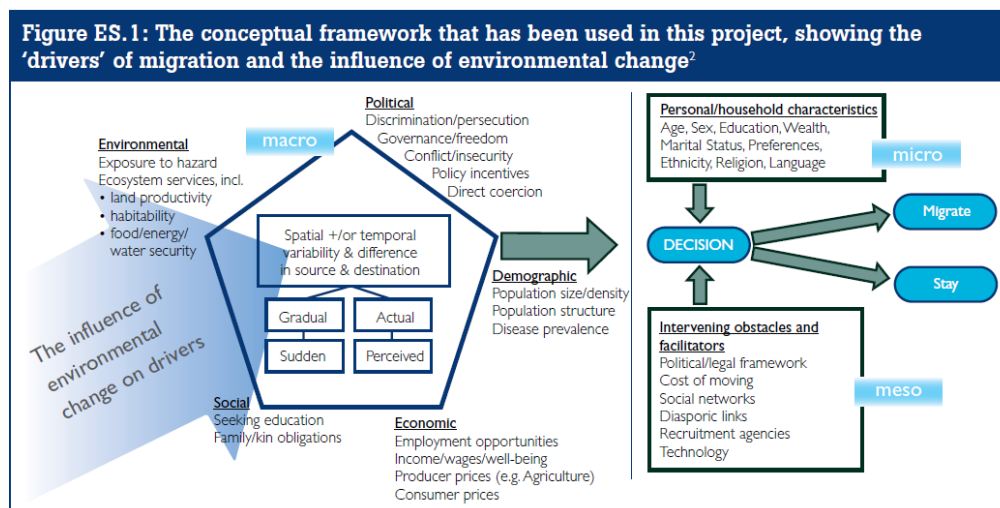 Figure ES.1: The conceptual framework that has been used in this project, showing the
‘drivers’ of migration and the influence of environmental change2
Political
Discrimination/persecution
Governance/freedom
Conflict/insecurity
Policy incentives
Direct coercion
macro
Environmental
Exposure to hazard
Ecosystem services, incl.
• land productivity
• habitability
• food/energy/
water security
Spatial +/or temporal
variability & difference
in source & destination
Gradual
Actual
Sudden
Perceived
The influence of
environmental
change on drivers
Demographic
Population size/density
Population structure
Disease prevalence
Social
Seeking education
Family/kin obligations
Economic
Employment opportunities
Income/wages/well-being
Producer prices (e.g. Agriculture)
Consumer prices
Personal/household characteristics
Age, Sex, Education, Wealth,
Marital Status, Preferences,
Ethnicity, Religion, Language
micro
DECISION
Migrate
Stay
Intervening obstacles and
facilitators
Political/legal framework
Cost of moving
Social networks
Diasporic links
Recruitment agencies
Technology
meso